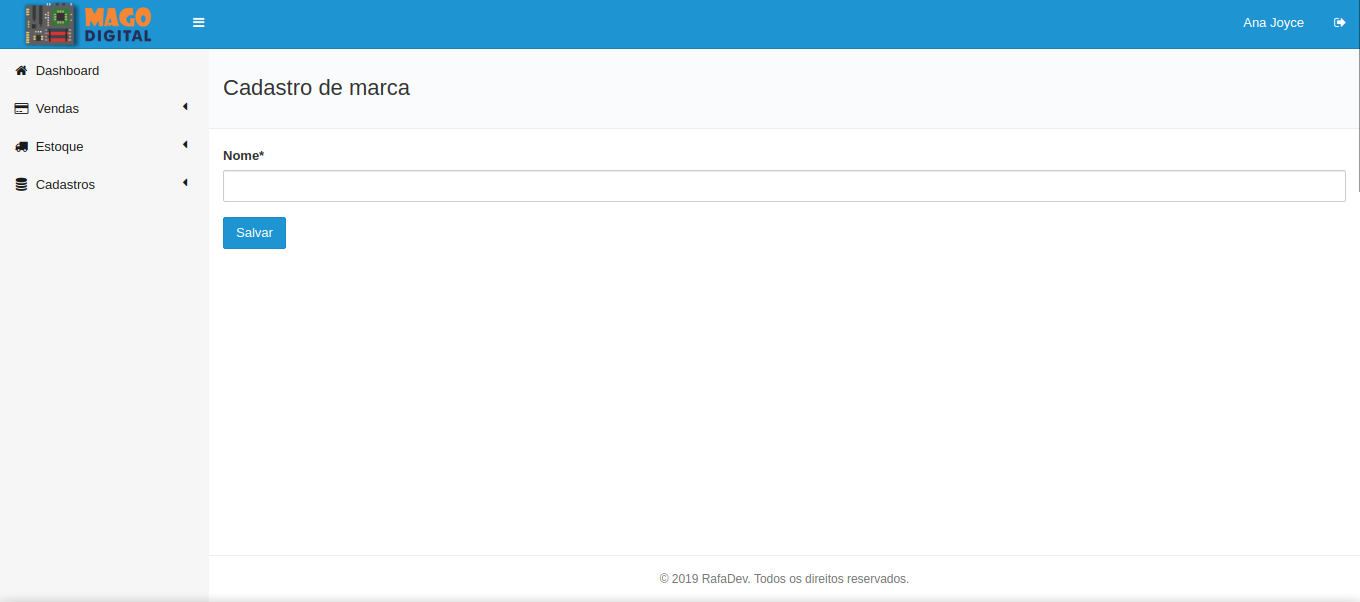 MAGO
DIGITAL
Ana Joyce
Dashboard
Vendas
Estoque
Cadastros
Cadastro de marca
Nome*
Salvar
© 2019 RafaDev. Todos os direitos reservados.